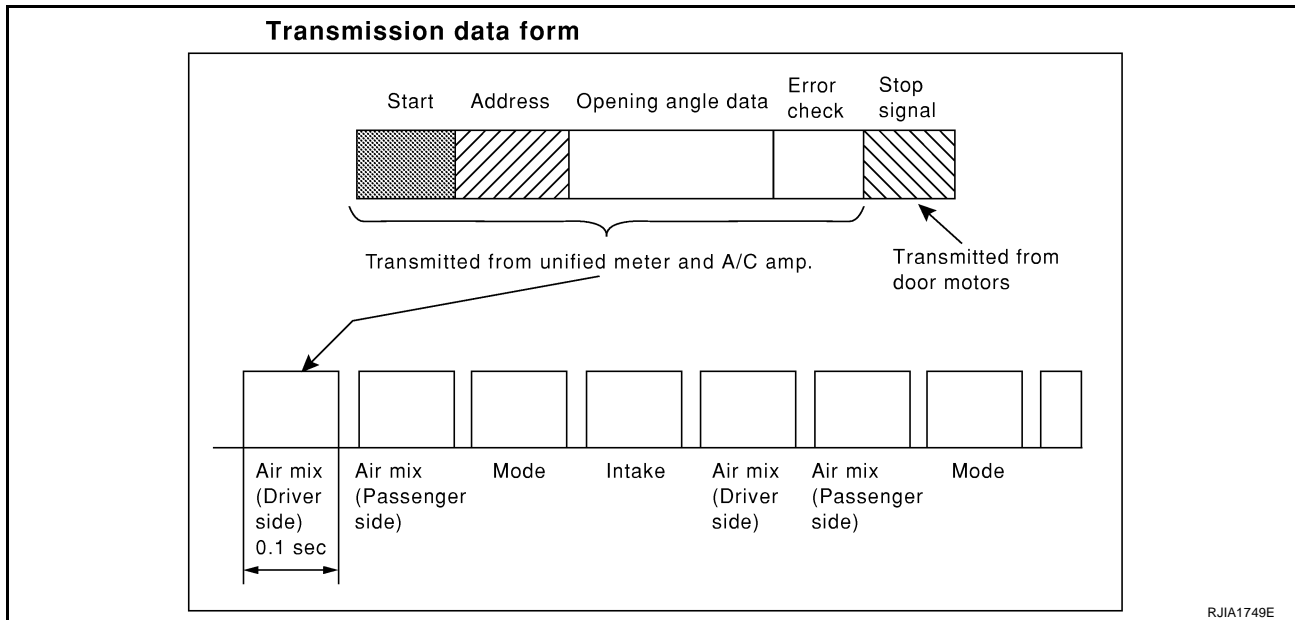 Transmission data form
Start
Address
Opening angle data
Error
check
Stop
signal
Transmitted from unified meter and A/C amp.
Transmitted from
door motors
Air mix
(Driver
side)
0.1 sec
Air mix
(Passenger
side)
Mode
Intake
Air mix
(Driver
side)
Air mix
(Passenger
side)
Mode
RJIA1749E